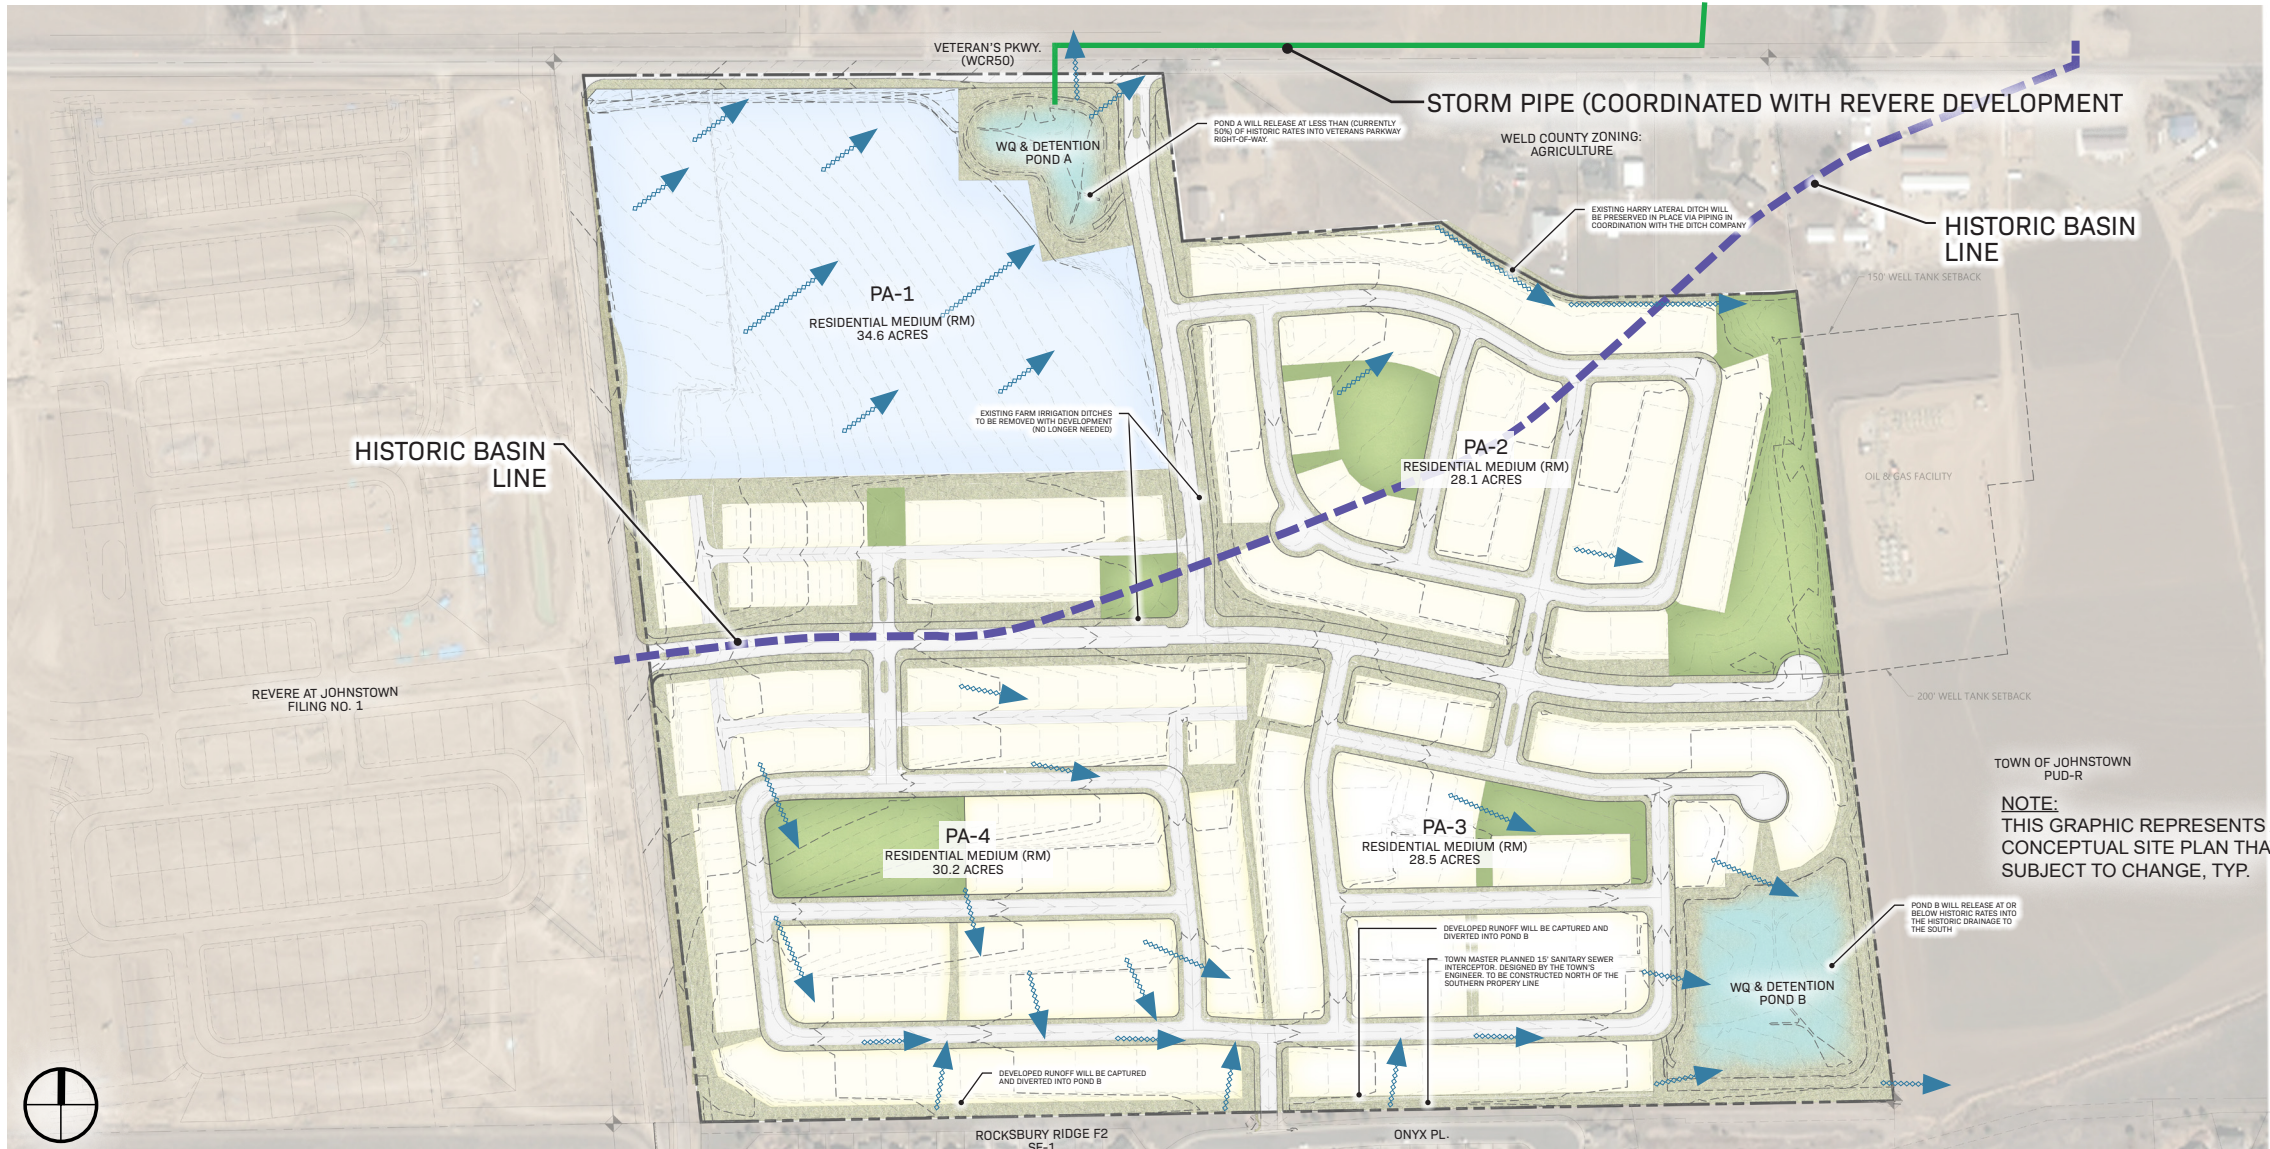 VETERAN'S PKWY.
(WCR50)
STORM PIPE (COORDINATED WITH REVERE DEVELOPMENT
POND A WILL RELEASE AT LESS THAN (CURRENTLY
50%) OF HISTORIC RATES INTO VETERANS PARKWAY
RIGHT-OF-WAY.
WQ & DETENTION
POND A
WELD COUNTY ZONING:
AGRICULTURE
EXISTING HARRY LATERAL DITCH WILL
BE PRESERVED IN PLACE VIA PIPING IN
COORDINATION WITH THE DITCH COMPANY
HISTORIC BASIN
LINE
150' WELL TANK SETBACK
PA-1
RESIDENTIAL MEDIUM (RM)
34.6 ACRES
EXISTING FARM IRRIGATION DITCHES
TO BE REMOVED WITH DEVELOPMENT
(NO LONGER NEEDED)
HISTORIC BASIN
LINE
PA-2
RESIDENTIAL MEDIUM (RM)
28.1 ACRES
OIL & GAS FACILITY
REVERE AT JOHNSTOWN
FILING NO. 1
200' WELL TANK SETBACK
TOWN OF JOHNSTOWN
PUD-R
NOTE:
THIS GRAPHIC REPRESENTS
CONCEPTUAL SITE PLAN THA
SUBJECT TO CHANGE, TYP.
PA-4
RESIDENTIAL MEDIUM (RM)
30.2 ACRES
PA-3
RESIDENTIAL MEDIUM (RM)
28.5 ACRES
POND B WILL RELEASE AT OR
BELOW HISTORIC RATES INTO
THE HISTORIC DRAINAGE TO
THE SOUTH
DEVELOPED RUNOFF WILL BE CAPTURED AND
DIVERTED INTO POND B
TOWN MASTER PLANNED 15' SANITARY SEWER
INTERCEPTOR. DESIGNED BY THE TOWN'S
ENGINEER. TO BE CONSTRUCTED NORTH OF THE
SOUTHERN PROPERY LINE
WQ & DETENTION
POND B
DEVELOPED RUNOFF WILL BE CAPTURED
AND DIVERTED INTO POND B
ROCKSBURY RIDGE F2
SF-1
ONYX PL.